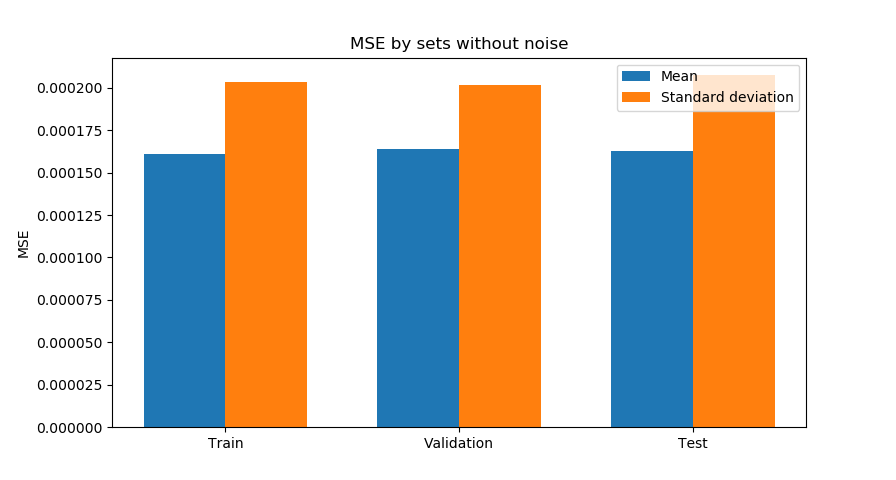 MSE by sets without noise
Mean
Standard deviation
0.000200
0.000175
0.000150
0.000125
0.000100
0.000075
0.000050
0.000025
0.000000
MSE
Train Validation Test